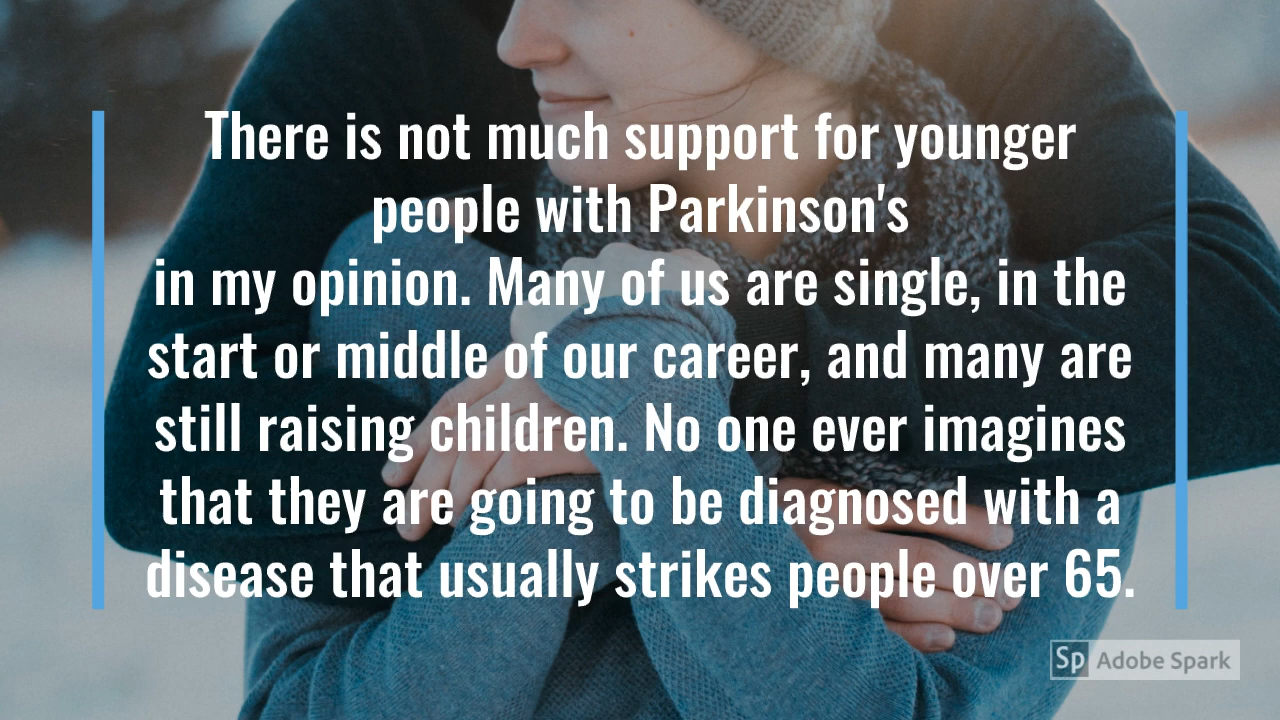 There is not much support for younger
people with Parkinson's
in my opinion. Many of us are single, in the
start or middle of our career, and many are
still raising children. No one ever imagines
that they are going to be diagnosed with a
disease that usually strikes people over 65.
Sp Adobe Spark